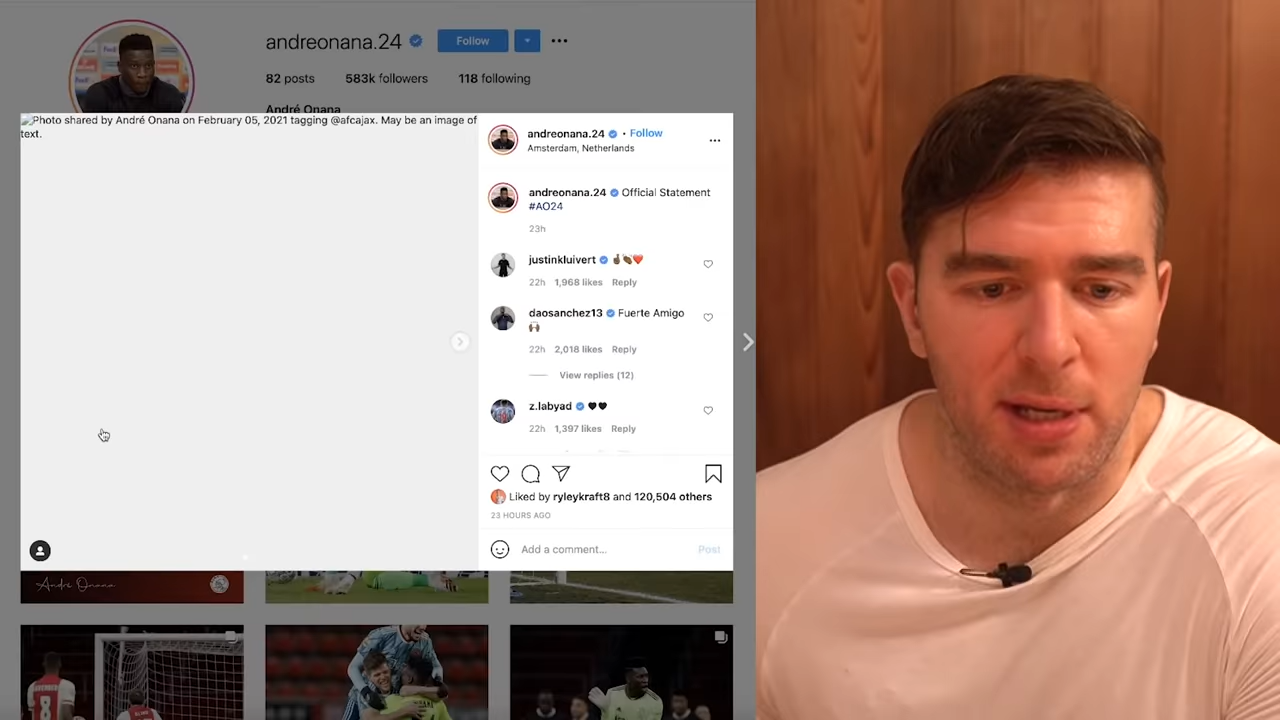 andreonana.24
Follow
82 posts 583k followers 118 following
André Onana
Photo shared by André Onana on February 05, 2021 tagging @afcajax. May be an image of
text.
andreonana.24 • Follow
Amsterdam, Netherlands
andreonana.24 Official Statement
#AO24
23h
justinkluivert 🤞🏾👏🏾❤️
22h 1,968 likes Reply
daosanchez13 Fuerte Amigo
🙌🏾
22h 2,018 likes Reply
View replies (12)
z.labyad 🖤🖤
22h 1,397 likes Reply
Liked by ryleykraft8 and 120,504 others
23 HOURS AGO
Add a comment... Post
André Onana
8